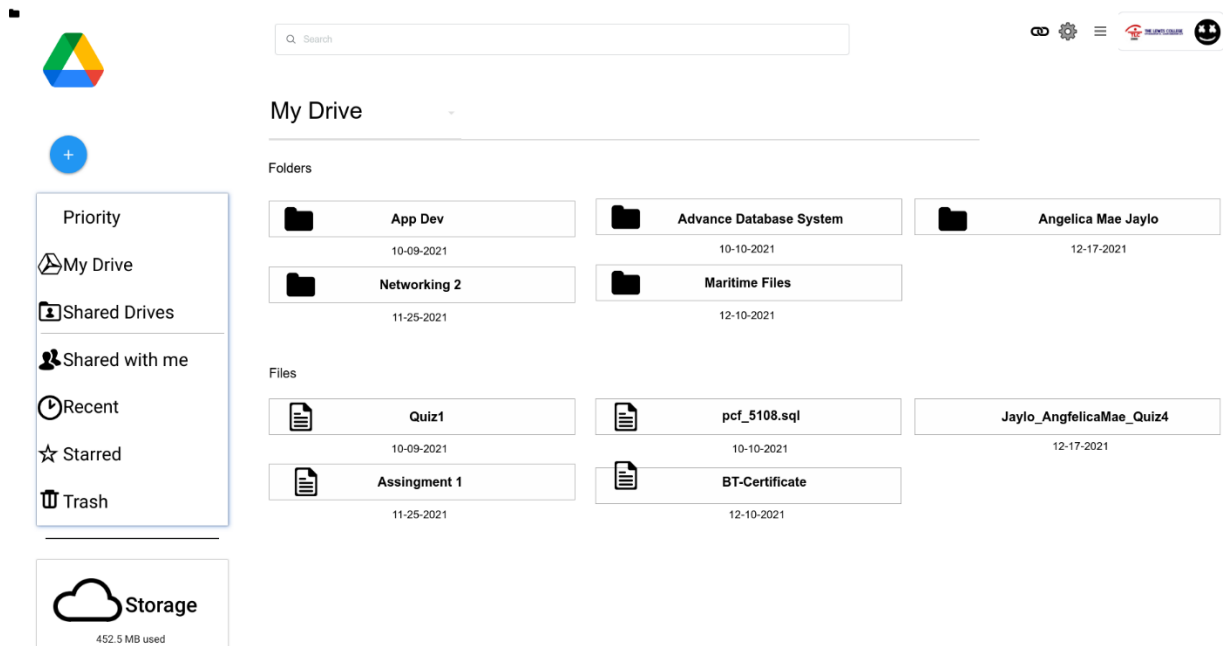 Search
THE LEWIS COLLEGE
My Drive
Folders
Priority
My Drive
Shared Drives
Shared with me
Recent
Starred
Trash
App Dev
Advance Database System
Angelica Mae Jaylo
10-09-2021
10-10-2021
12-17-2021
Networking 2
Maritime Files
11-25-2021
12-10-2021
Files
Quiz1
pcf_5108.sql
Jaylo_AngfelicaMae_Quiz4
10-09-2021
10-10-2021
12-17-2021
Assingment 1
BT-Certificate
11-25-2021
12-10-2021
Storage
452.5 MB used